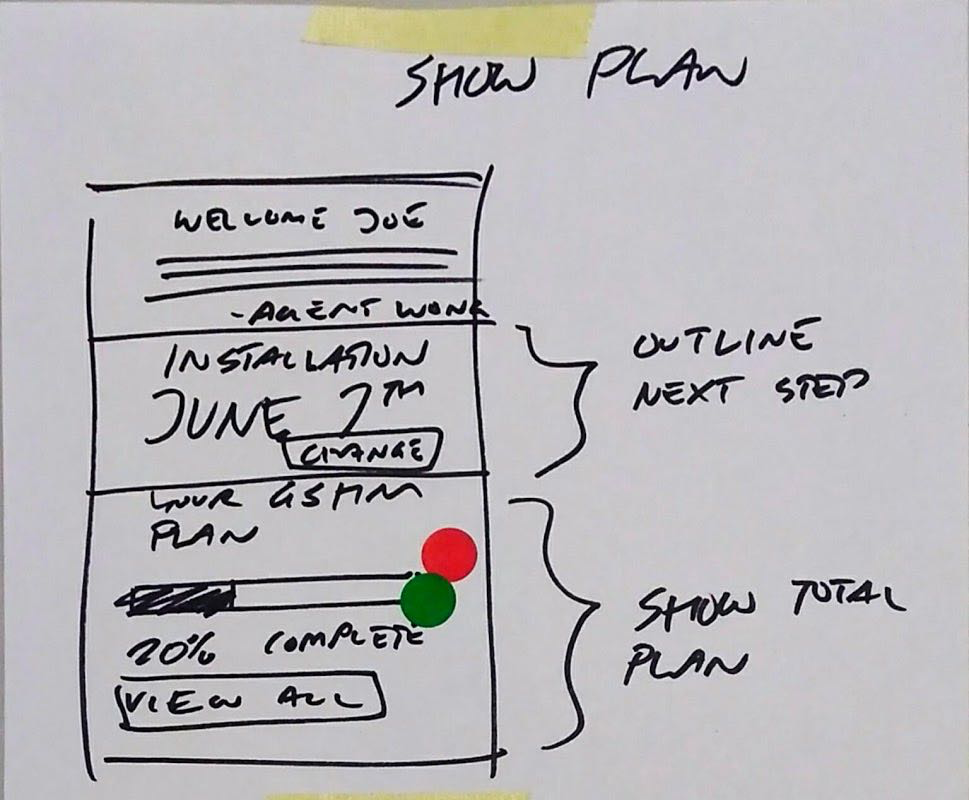 SHOW PLAN
WELCOME JOE
-AGENT WONG
INSTALLATION
JUNE 7TH
CHANGE
OUTLINE
NEXT STEP
YOUR GSHM
PLAN
20% COMPLETE
VIEW ALL
SHOW TOTAL
PLAN